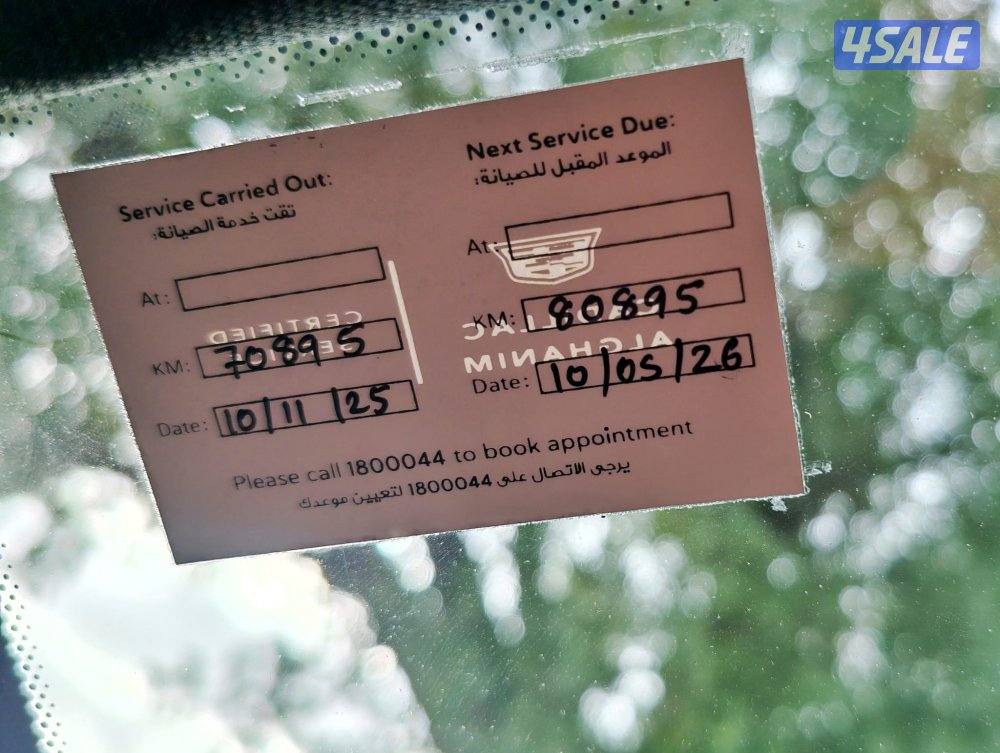 4SALE
Service Carried Out:
تمت خدمة الصيانة:
At:
KM: 70895
Date: 10/11/25
Next Service Due:
الموعد المقبل للصيانة:
At:
KM: 80895
Date: 10/05/26
CERTIFIED
SERVICE
CADILLAC
ALGHANIM
Please call 1800044 to book appointment
يرجى الاتصال على 1800044 لتعيين موعدك